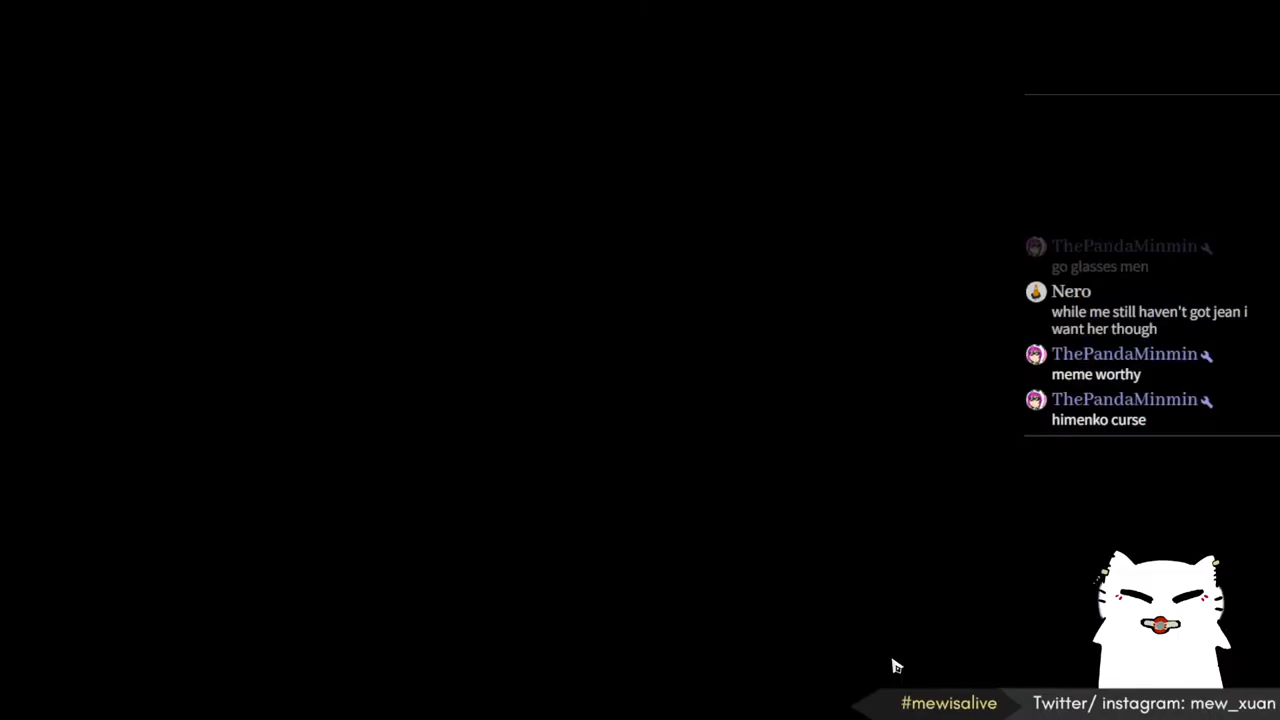 ThePandaMinmin
go glasses men
Nero
while me still haven't got jean i
want her though
ThePandaMinmin
meme worthy
ThePandaMinmin
himenko curse
#mewisalive
Twitter/ instagram: mew_xuan